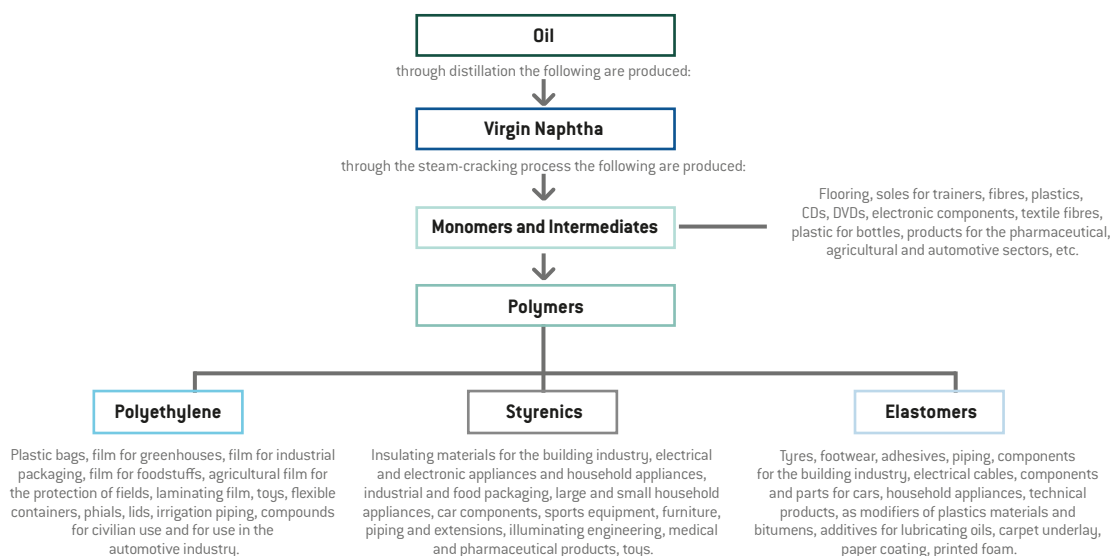 Oil
through distillation the following are produced:
Virgin Naphtha
through the steam-cracking process the following are produced:
Monomers and Intermediates
Flooring, soles for trainers, fibres, plastics,
CDs, DVDs, electronic components, textile fibres,
plastic for bottles, products for the pharmaceutical,
agricultural and automotive sectors, etc.
Polymers
Polyethylene
Plastic bags, film for greenhouses, film for industrial
packaging, film for foodstuffs, agricultural film for
the protection of fields, laminating film, toys, flexible
containers, phials, lids, irrigation piping, compounds
for civilian use and for use in the
automotive industry.
Styrenics
Insulating materials for the building industry, electrical
and electronic appliances and household appliances,
industrial and food packaging, large and small household
appliances, car components, sports equipment, furniture,
piping and extensions, illuminating engineering, medical
and pharmaceutical products, toys.
Elastomers
Tyres, footwear, adhesives, piping, components
for the building industry, electrical cables, components
and parts for cars, household appliances, technical
products, as modifiers of plastics materials and
bitumens, additives for lubricating oils, carpet underlay,
paper coating, printed foam.